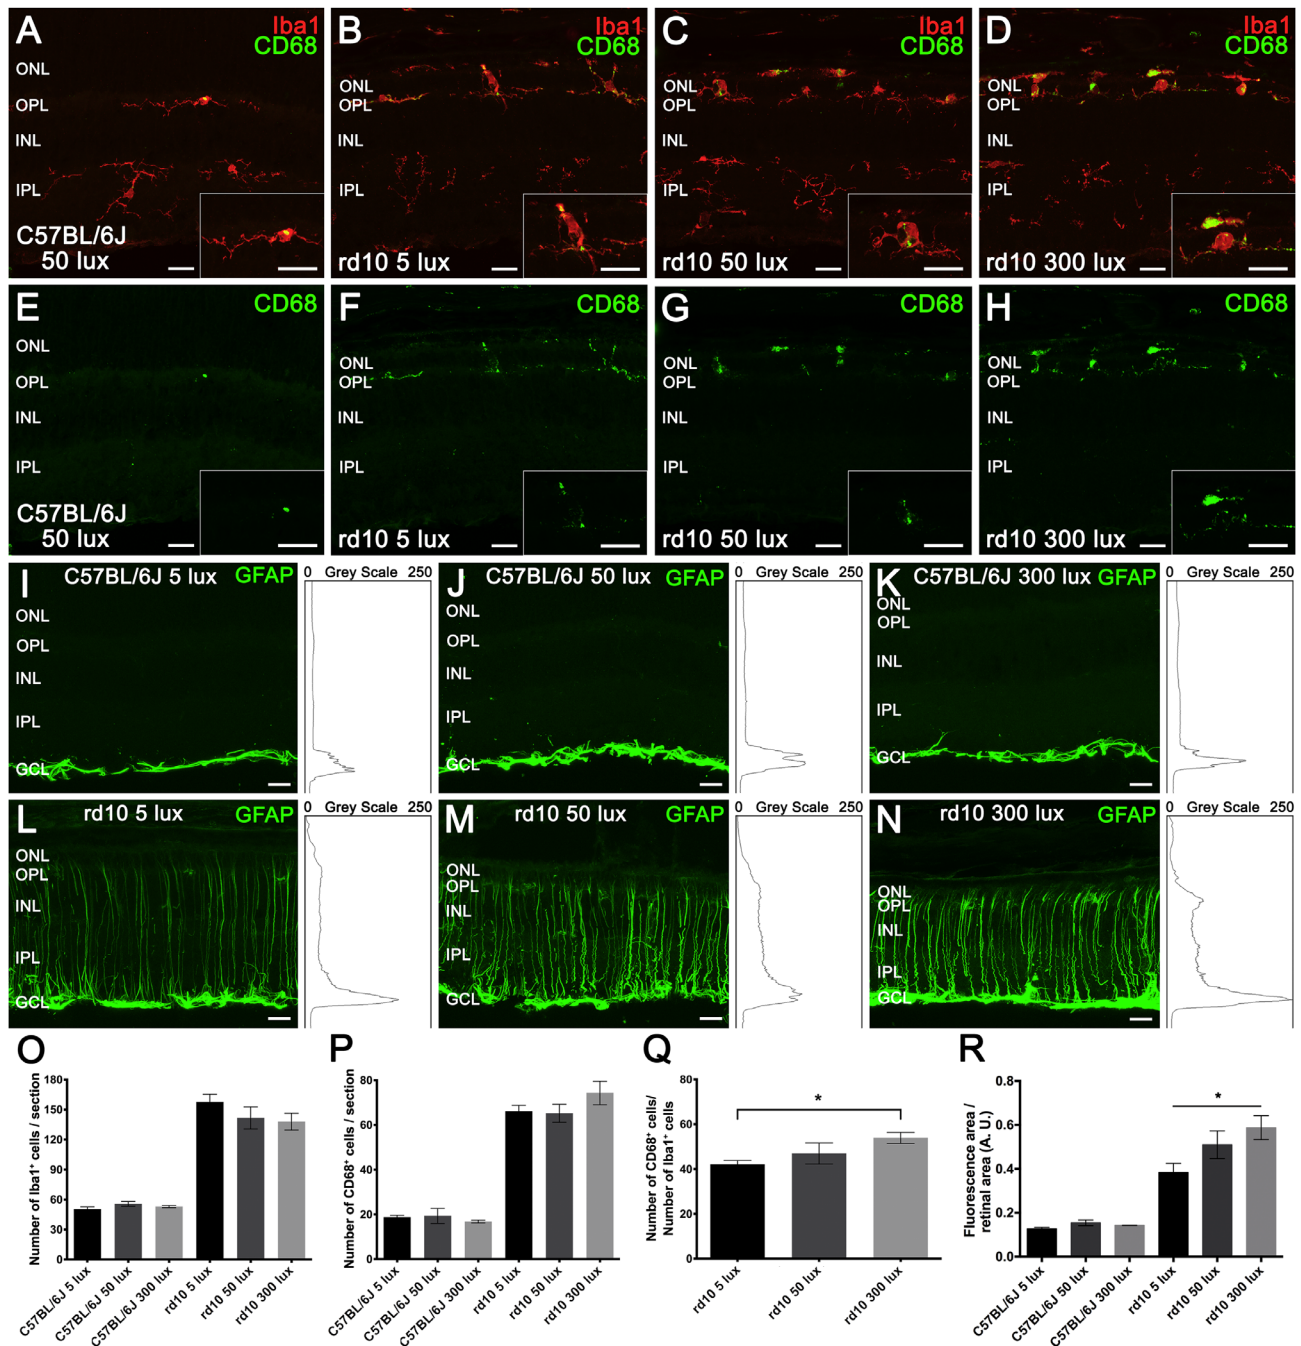 A
Iba1
CD68
ONL
OPL
INL
IPL
C57BL/6J
50 lux
B
Iba1
CD68
ONL
OPL
INL
IPL
rd10 5 lux
C
Iba1
CD68
ONL
OPL
INL
IPL
rd10 50 lux
D
Iba1
CD68
ONL
OPL
INL
IPL
rd10 300 lux
E
CD68
ONL
OPL
INL
IPL
C57BL/6J
50 lux
F
CD68
ONL
OPL
INL
IPL
rd10 5 lux
G
CD68
ONL
OPL
INL
IPL
rd10 50 lux
H
CD68
ONL
OPL
INL
IPL
rd10 300 lux
I
C57BL/6J 5 lux
GFAP
ONL
OPL
INL
IPL
GCL
0 Grey Scale 250
J
C57BL/6J 50 lux
GFAP
ONL
OPL
INL
IPL
GCL
0 Grey Scale 250
K
C57BL/6J 300 lux
GFAP
ONL
OPL
INL
IPL
GCL
0 Grey Scale 250
L
rd10 5 lux
GFAP
ONL
OPL
INL
IPL
GCL
0 Grey Scale 250
M
rd10 50 lux
GFAP
ONL
OPL
INL
IPL
GCL
0 Grey Scale 250
N
rd10 300 lux
GFAP
ONL
OPL
INL
IPL
GCL
0 Grey Scale 250
O
Number of Iba1⁺ cells / section
180
150
120
90
60
30
0
C57BL/6J 5 lux
C57BL/6J 50 lux
C57BL/6J 300 lux
rd10 5 lux
rd10 50 lux
rd10 300 lux
P
Number of CD68⁺ cells / section
80
60
40
20
0
C57BL/6J 5 lux
C57BL/6J 50 lux
C57BL/6J 300 lux
rd10 5 lux
rd10 50 lux
rd10 300 lux
Q
Number of CD68⁺ cells/
Number of Iba1⁺ cells
80
60
40
20
0
*
rd10 5 lux
rd10 50 lux
rd10 300 lux
R
Fluorescence area /
retinal area (A. U.)
0.8
0.6
0.4
0.2
0.0
*
C57BL/6J 5 lux
C57BL/6J 50 lux
C57BL/6J 300 lux
rd10 5 lux
rd10 50 lux
rd10 300 lux